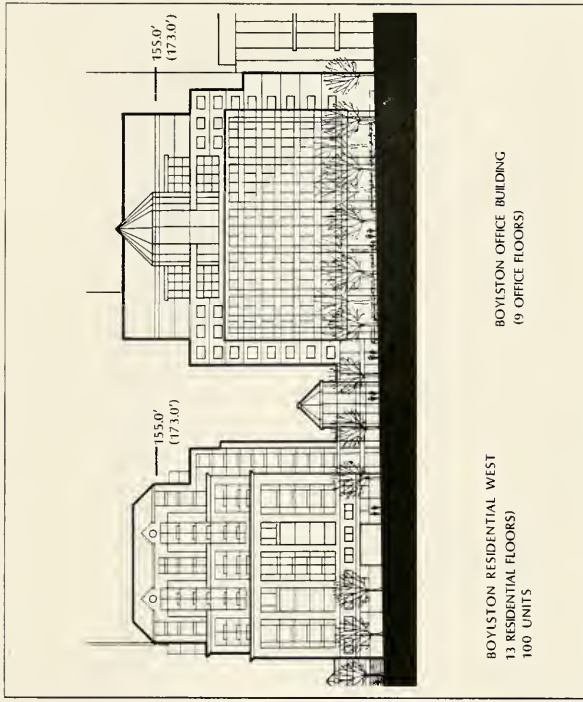 155.0'
(173.0')
155.0'
(173.0')
BOYLSTON RESIDENTIAL WEST
13 RESIDENTIAL FLOORS)
100 UNITS
BOYLSTON OFFICE BUILDING
(9 OFFICE FLOORS)